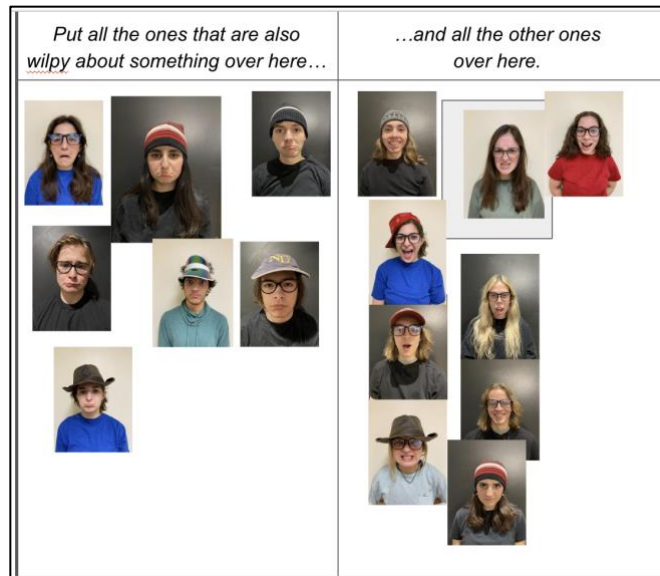 Put all the ones that are also
wilpy about something over here…
…and all the other ones
over here.